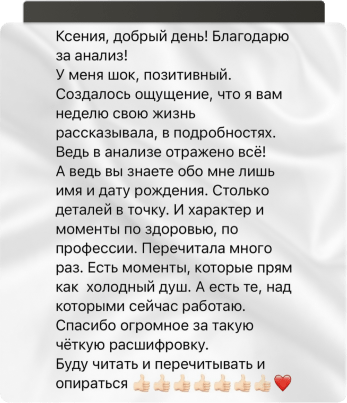 Ксения, добрый день! Благодарю
за анализ!
У меня шок, позитивный.
Создалось ощущение, что я вам
неделю свою жизнь
рассказывала, в подробностях.
Ведь в анализе отражено всё!
А ведь вы знаете обо мне лишь
имя и дату рождения. Столько
деталей в точку. И характер и
моменты по здоровью, по
профессии. Перечитала много
раз. Есть моменты, которые прям
как  холодный душ. А есть те, над
которыми сейчас работаю.
Спасибо огромное за такую
чёткую расшифровку.
Буду читать и перечитывать и
опираться 👍🏻👍🏻👍🏻👍🏻👍🏻👍🏻👍🏻❤️